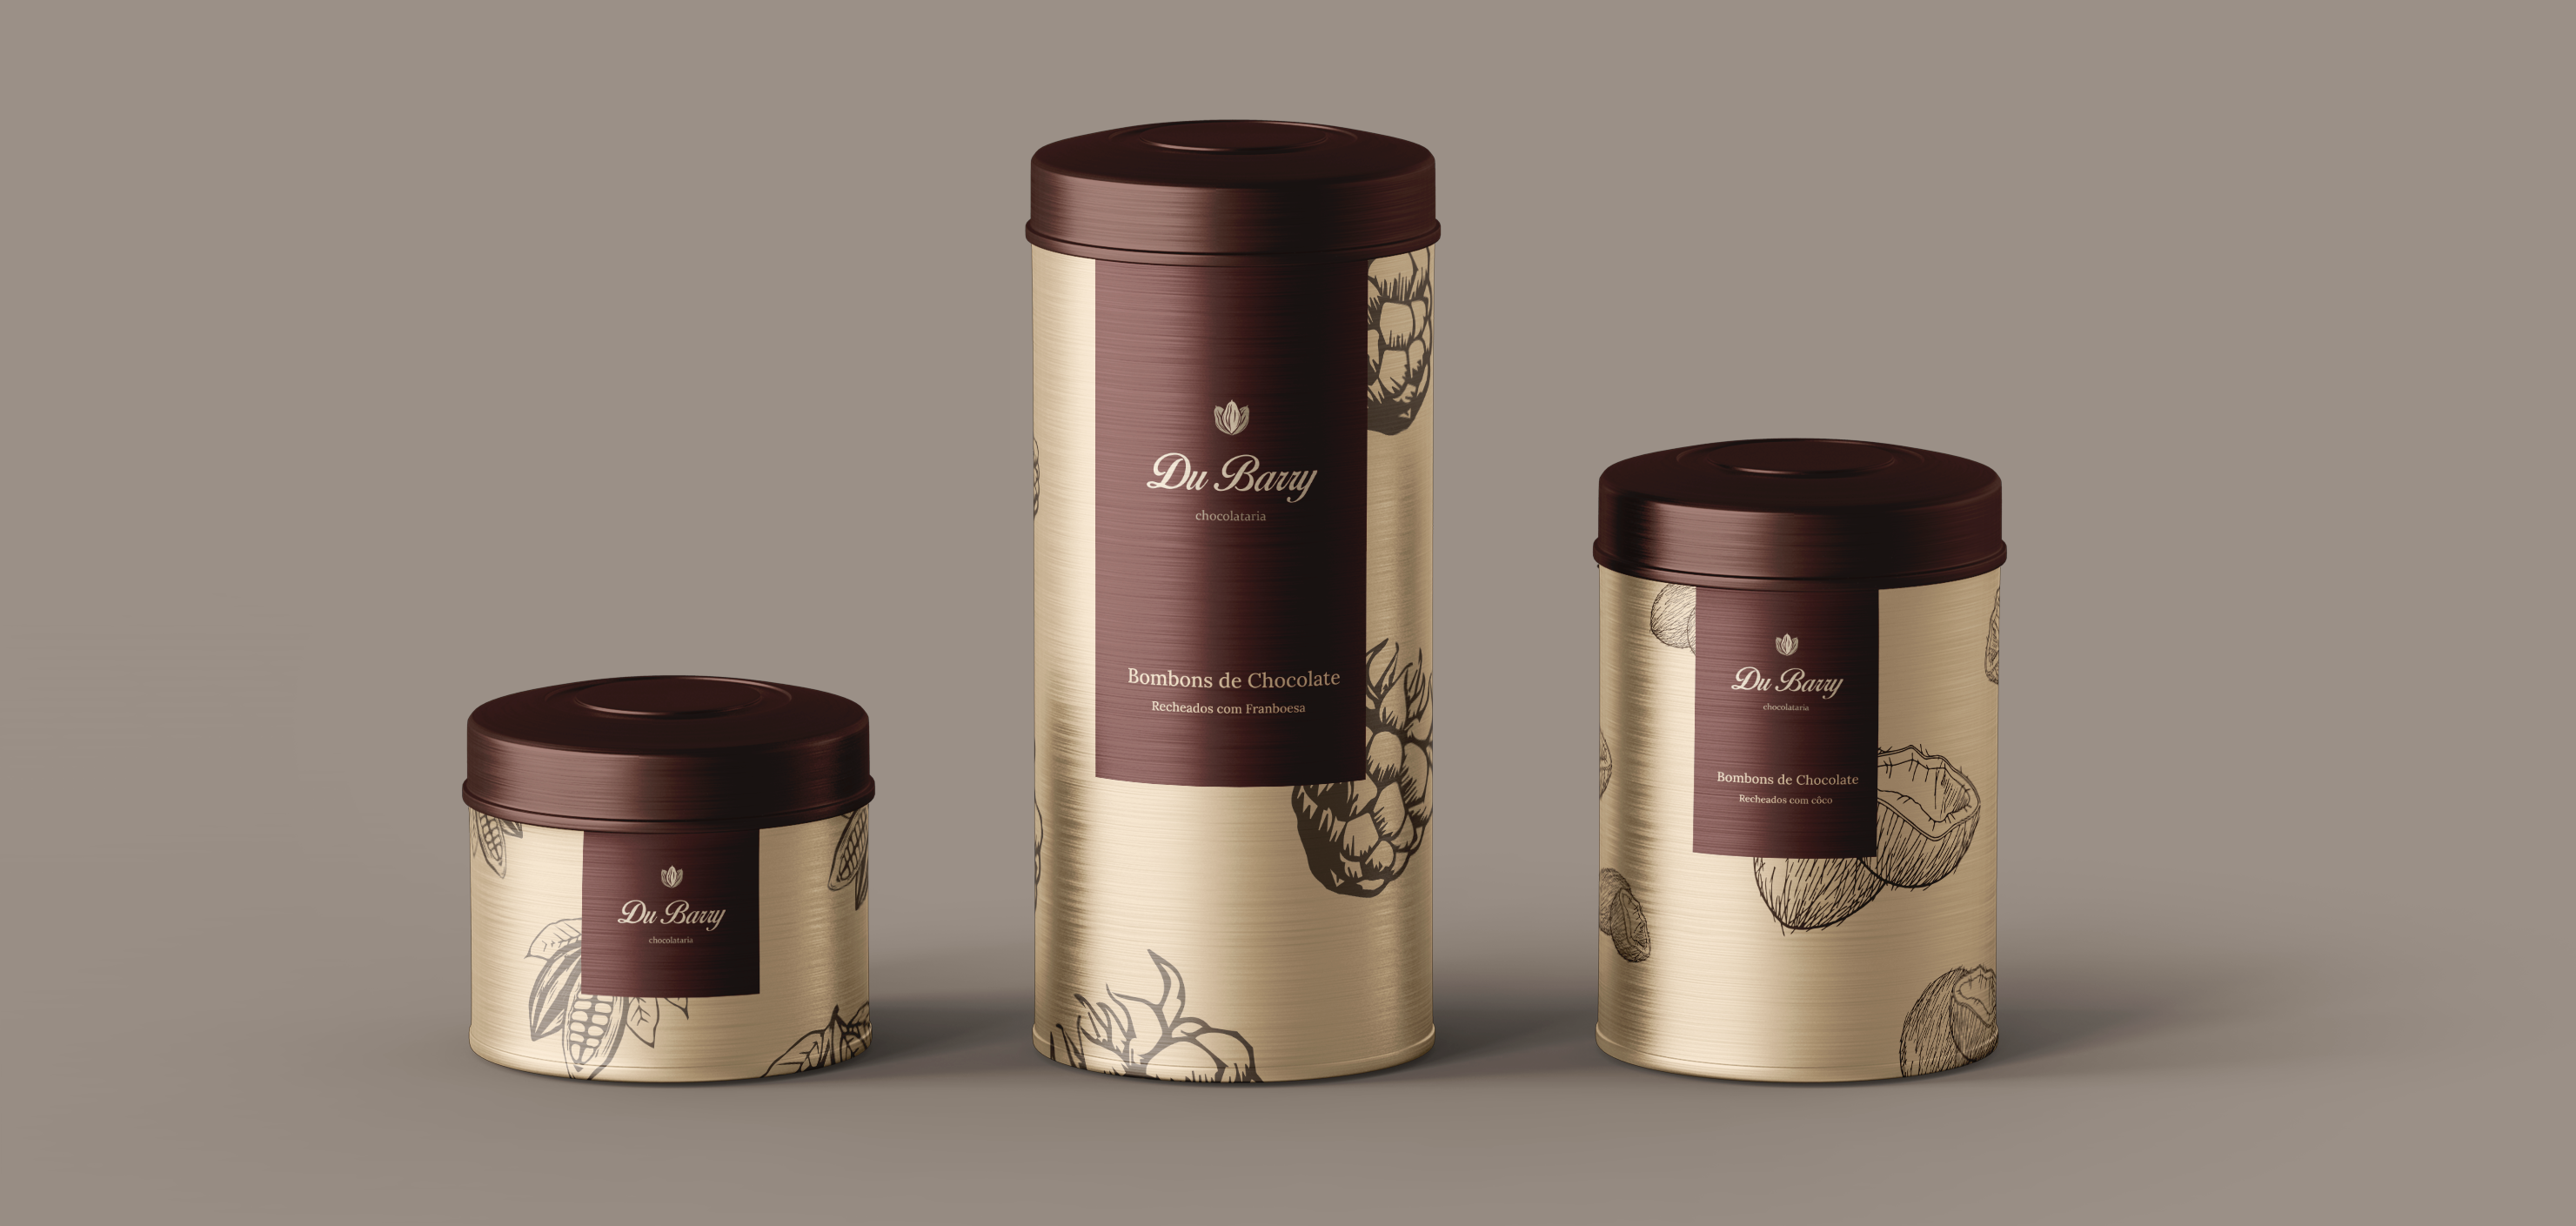 Du Barry
chocolataria
Du Barry
chocolataria
Bombons de Chocolate
Recheados com Franboesa
Du Barry
chocolataria
Bombons de Chocolate
Recheados com côco